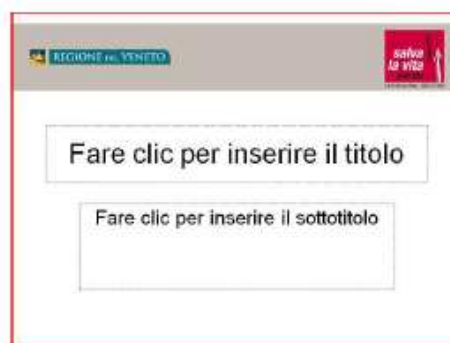 REGIONE DEL VENETO
salva
la vita
Fare clic per inserire il titolo
Fare clic per inserire il sottotitolo